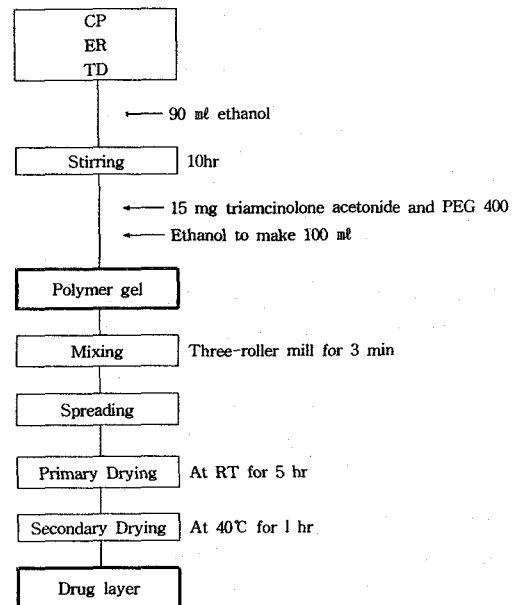 CP
ER
TD
90 ㎖ ethanol
Stirring 10hr
15 mg triamcinolone acetonide and PEG 400
Ethanol to make 100 ㎖
Polymer gel
Mixing Three-roller mill for 3 min
Spreading
Primary Drying At RT for 5 hr
Secondary Drying At 40℃ for 1 hr
Drug layer